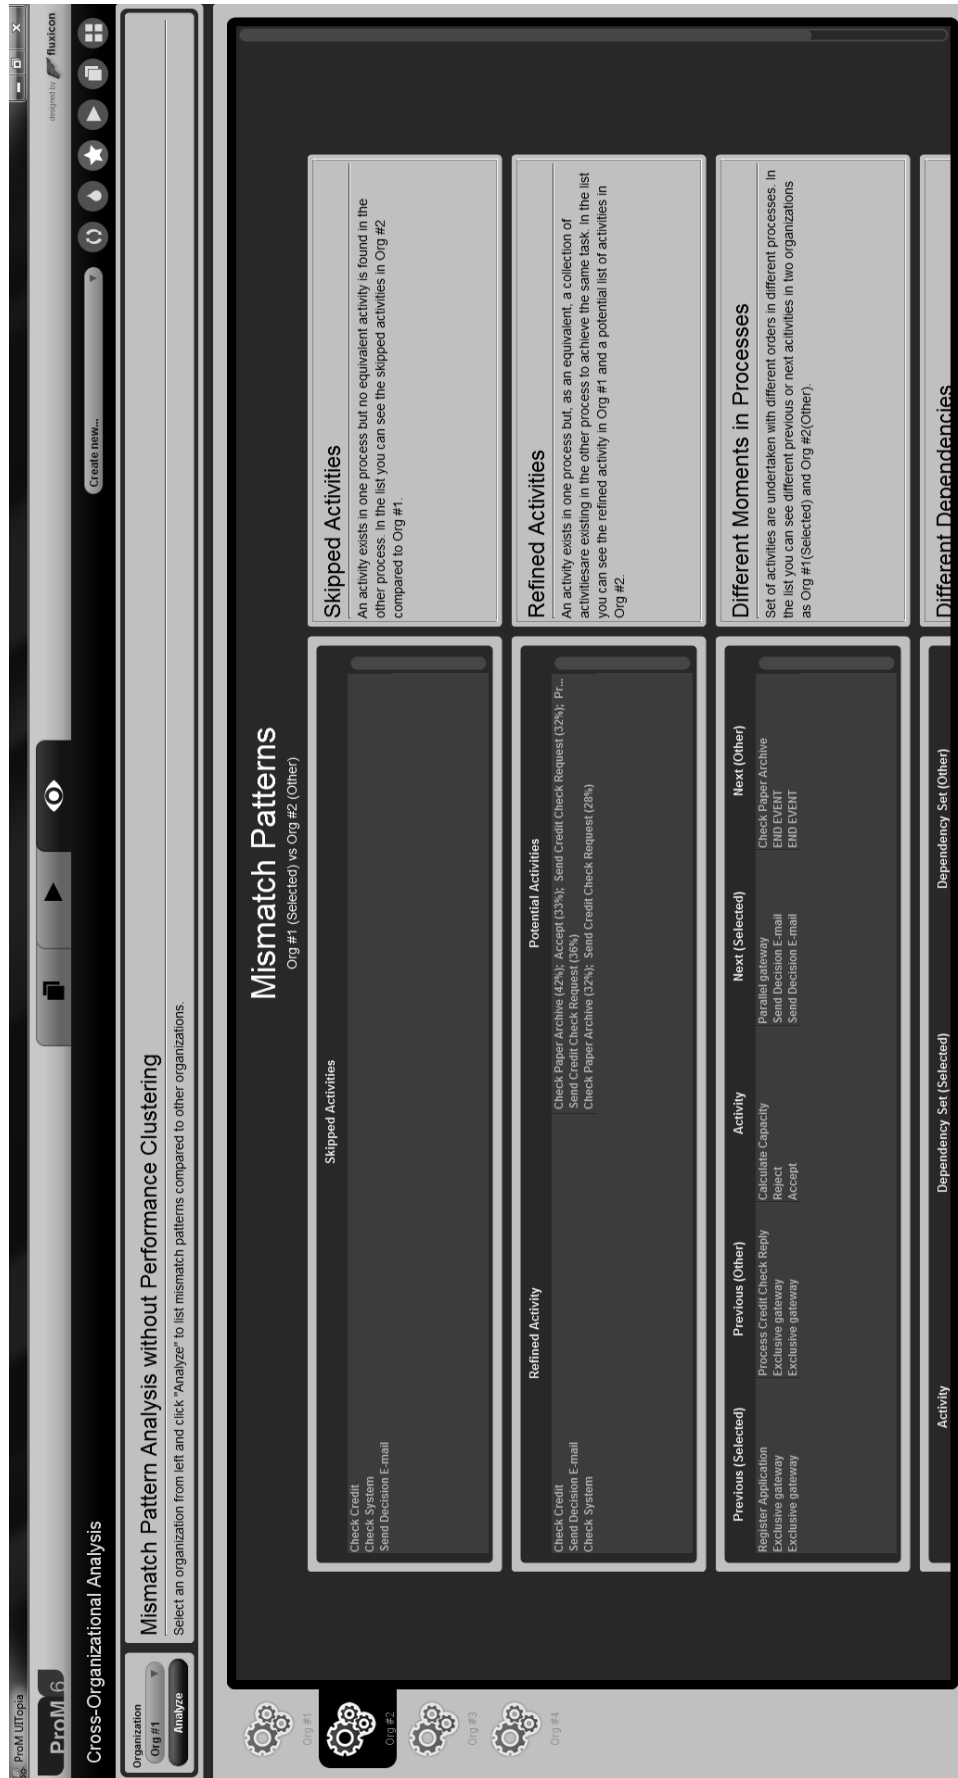 ProM UITopia
ProM 6
designed by fluxicon
Cross-Organizational Analysis
Create new...
Organization
Org #1
Analyze
Mismatch Pattern Analysis without Performance Clustering
Select an organization from left and click "Analyze" to list mismatch patterns compared to other organizations.
Org #1
Org #2
Org #3
Org #4
Mismatch Patterns
Org #1 (Selected) vs Org #2 (Other)
Skipped Activities
Check Credit
Check System
Send Decision E-mail
Skipped Activities
An activity exists in one process but no equivalent activity is found in the
other process. In the list you can see the skipped activities in Org #2
compared to Org #1.
Refined Activity Potential Activities
Check Credit Check Paper Archive (42%); Accept (33%); Send Credit Check Request (32%); Pr...
Send Decision E-mail Send Credit Check Request (36%)
Check System Check Paper Archive (32%); Send Credit Check Request (28%)
Refined Activities
An activity exists in one process but, as an equivalent, a collection of
activitiesare existing in the other process to achieve the same task. In the list
you can see the refined activity in Org #1 and a potential list of activities in
Org #2.
Previous (Selected) Previous (Other) Activity Next (Selected) Next (Other)
Register Application Process Credit Check Reply Calculate Capacity Parallel gateway Check Paper Archive
Exclusive gateway Exclusive gateway Reject Send Decision E-mail END EVENT
Exclusive gateway Exclusive gateway Accept Send Decision E-mail END EVENT
Different Moments in Processes
Set of activities are undertaken with different orders in different processes. In
the list you can see different previous or next acitivities in two organizations
as Org #1(Selected) and Org #2(Other).
Activity Dependency Set (Selected) Dependency Set (Other)
Different Dependencies